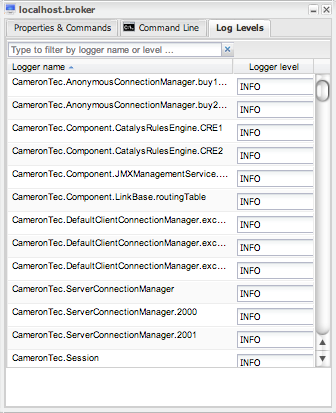 localhost.broker
Properties & Commands Command Line Log Levels
Type to filter by logger name or level ...
Logger name Logger level
CameronTec.AnonymousConnectionManager.buy1... INFO
CameronTec.AnonymousConnectionManager.buy2... INFO
CameronTec.Component.CatalysRulesEngine.CRE1 INFO
CameronTec.Component.CatalysRulesEngine.CRE2 INFO
CameronTec.Component.JMXManagementService.... INFO
CameronTec.Component.LinkBase.routingTable INFO
CameronTec.DefaultClientConnectionManager.exc... INFO
CameronTec.DefaultClientConnectionManager.exc... INFO
CameronTec.DefaultClientConnectionManager.exc... INFO
CameronTec.ServerConnectionManager INFO
CameronTec.ServerConnectionManager.2000 INFO
CameronTec.ServerConnectionManager.2001 INFO
CameronTec.Session INFO